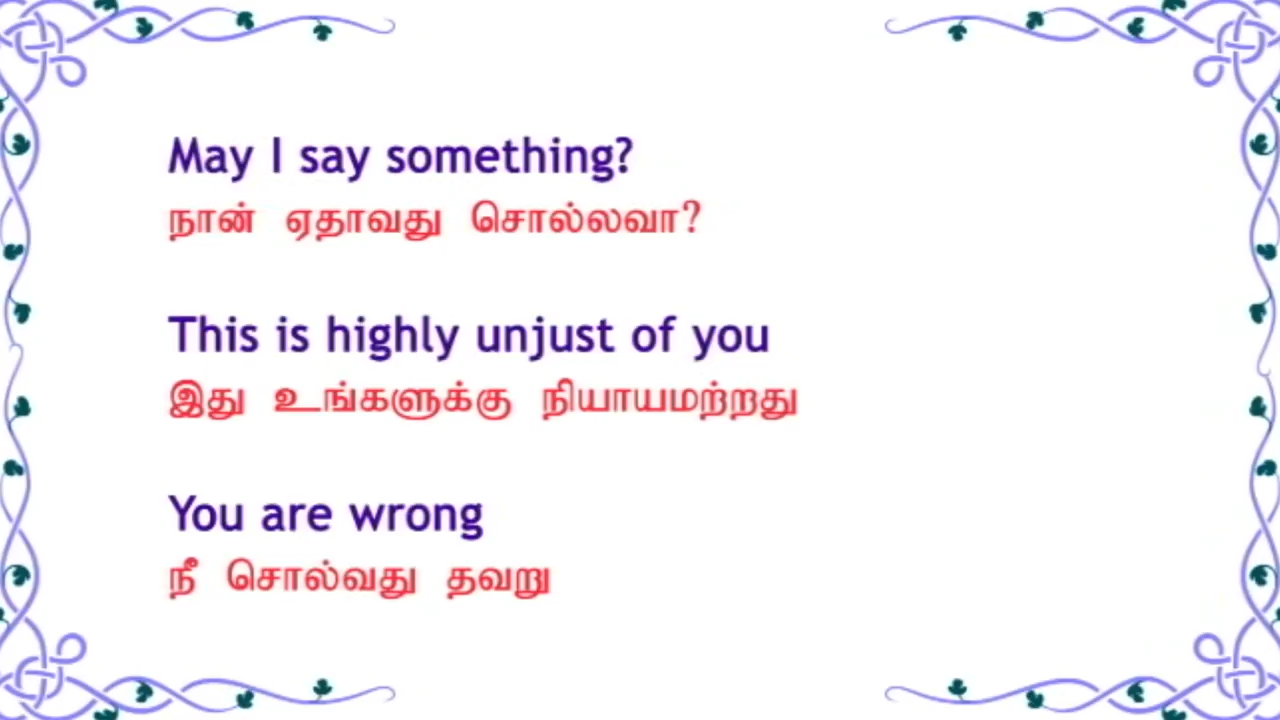 May I say something?
நான் ஏதாவது சொல்லவா?
This is highly unjust of you
இது உங்களுக்கு நியாயமற்றது
You are wrong
நீ சொல்வது தவறு